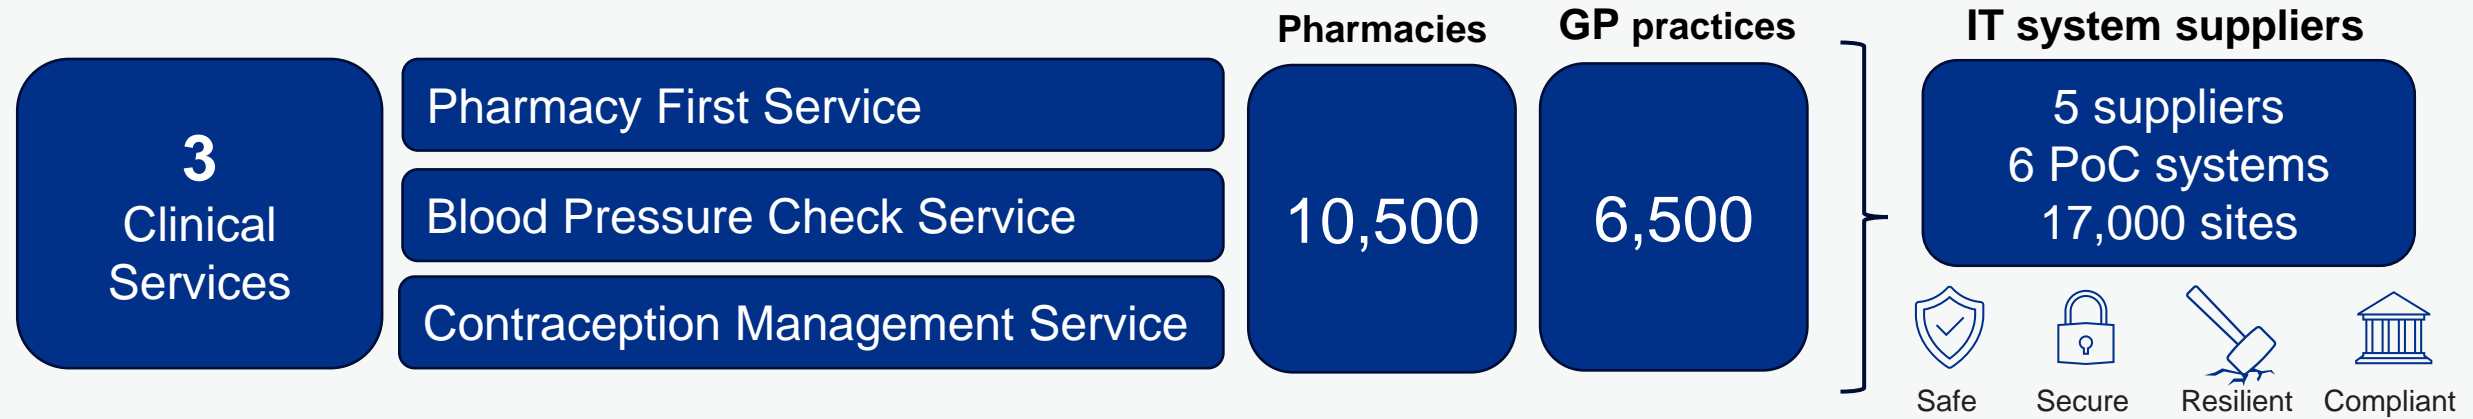 3
Clinical
Services
Pharmacy First Service
Blood Pressure Check Service
Contraception Management Service
Pharmacies
10,500
GP practices
6,500
IT system suppliers
5 suppliers
6 PoC systems
17,000 sites
Safe
Secure
Resilient
Compliant